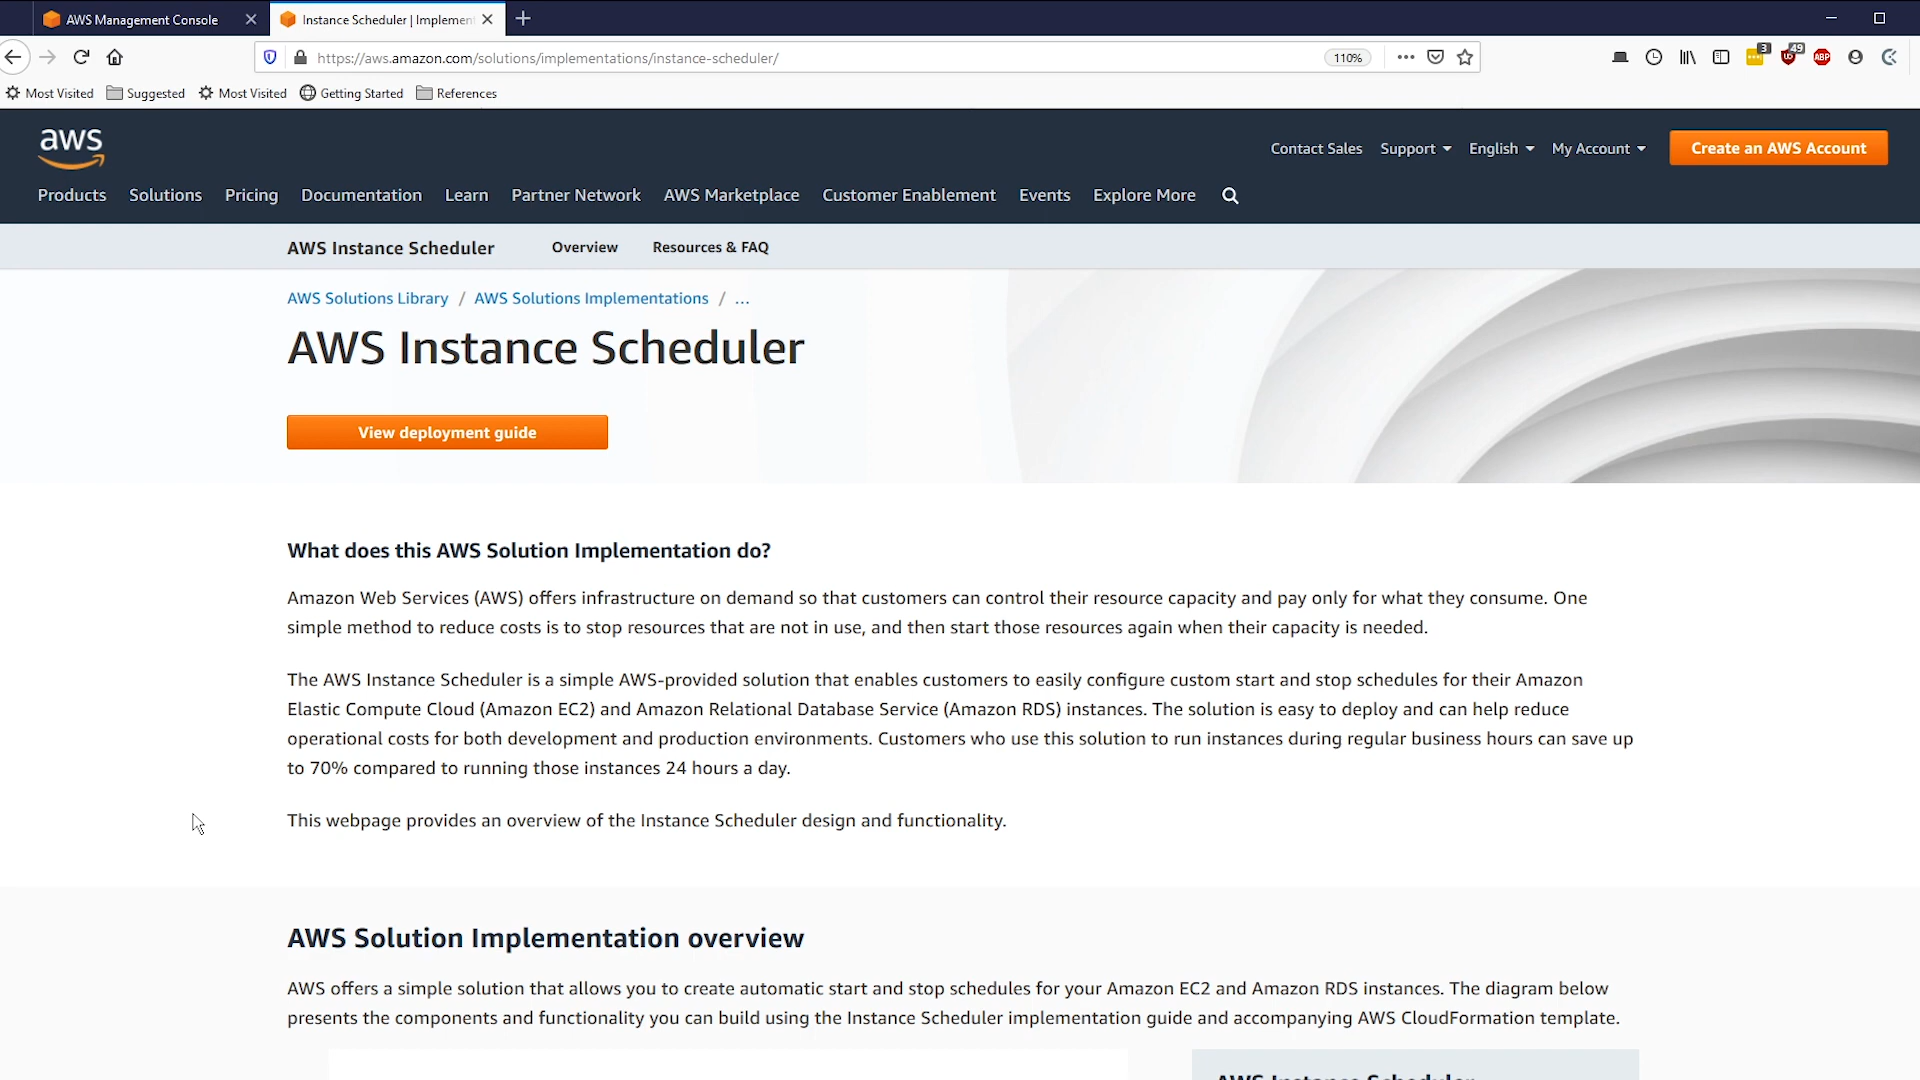 AWS Management Console
Instance Scheduler | Implemen
https://aws.amazon.com/solutions/implementations/instance-scheduler/
110%
3
49
ABP
Most Visited
Suggested
Most Visited
Getting Started
References
aws
Contact Sales
Support
English
My Account
Create an AWS Account
Products
Solutions
Pricing
Documentation
Learn
Partner Network
AWS Marketplace
Customer Enablement
Events
Explore More
AWS Instance Scheduler
Overview
Resources & FAQ
AWS Solutions Library / AWS Solutions Implementations / ...
AWS Instance Scheduler
View deployment guide
What does this AWS Solution Implementation do?
Amazon Web Services (AWS) offers infrastructure on demand so that customers can control their resource capacity and pay only for what they consume. One
simple method to reduce costs is to stop resources that are not in use, and then start those resources again when their capacity is needed.
The AWS Instance Scheduler is a simple AWS-provided solution that enables customers to easily configure custom start and stop schedules for their Amazon
Elastic Compute Cloud (Amazon EC2) and Amazon Relational Database Service (Amazon RDS) instances. The solution is easy to deploy and can help reduce
operational costs for both development and production environments. Customers who use this solution to run instances during regular business hours can save up
to 70% compared to running those instances 24 hours a day.
This webpage provides an overview of the Instance Scheduler design and functionality.
AWS Solution Implementation overview
AWS offers a simple solution that allows you to create automatic start and stop schedules for your Amazon EC2 and Amazon RDS instances. The diagram below
presents the components and functionality you can build using the Instance Scheduler implementation guide and accompanying AWS CloudFormation template.
AWS Instance Scheduler